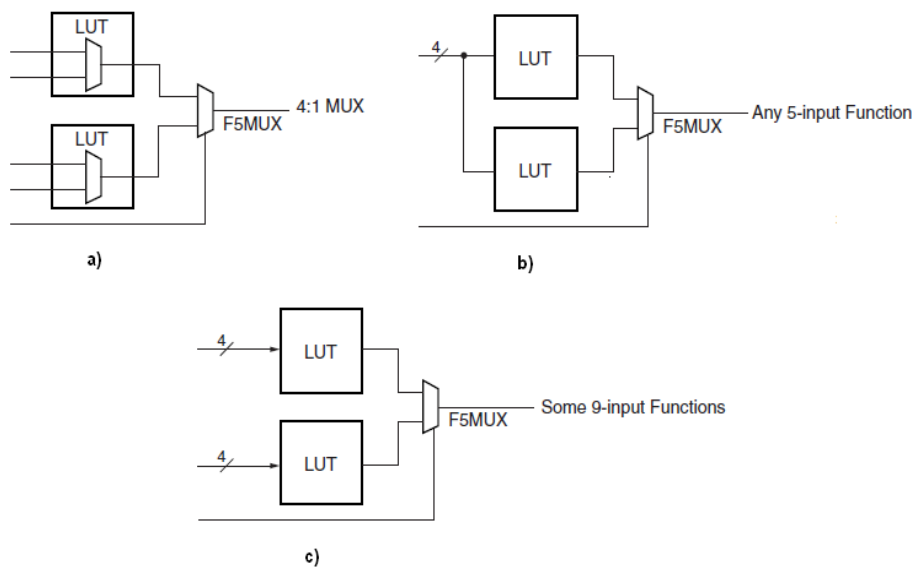 LUT
F5MUX
4:1 MUX
LUT
a)
4
LUT
F5MUX
Any 5-input Function
LUT
b)
4
LUT
F5MUX
Some 9-input Functions
4
LUT
c)